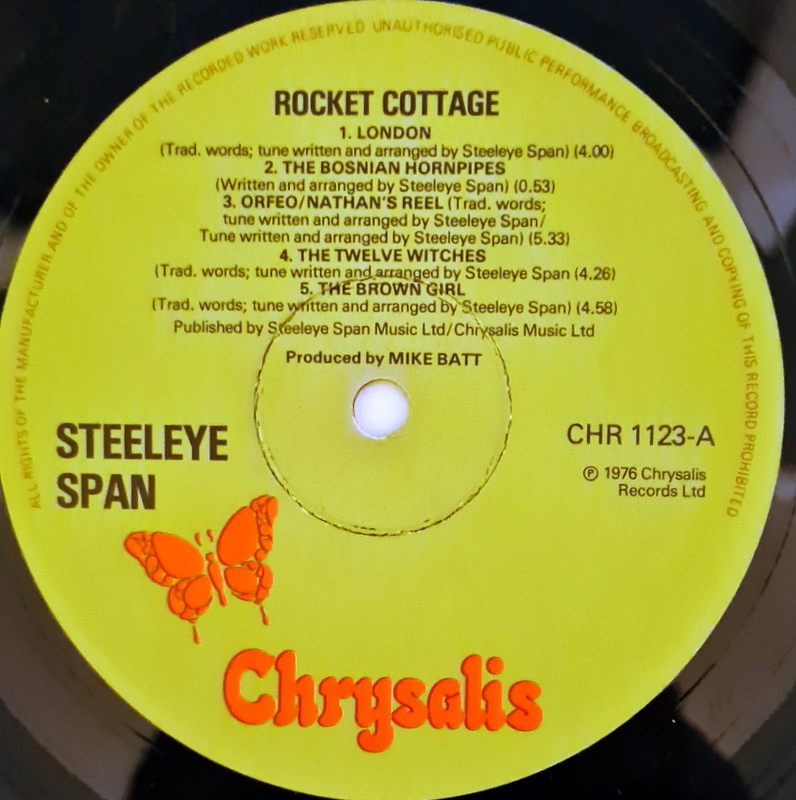 ALL RIGHTS OF THE MANUFACTURER AND OF THE OWNER OF THE RECORDED WORK RESERVED UNAUTHORISED PUBLIC PERFORMANCE BROADCASTING AND COPYING OF THIS RECORD PROHIBITED
ROCKET COTTAGE
1. LONDON
(Trad. words; tune written and arranged by Steeleye Span) (4.00)
2. THE BOSNIAN HORNPIPES
(Written and arranged by Steeleye Span) (0.53)
3. ORFEO/NATHAN'S REEL (Trad. words;
tune written and arranged by Steeleye Span/
Tune written and arranged by Steeleye Span) (5.33)
4. THE TWELVE WITCHES
(Trad. words; tune written and arranged by Steeleye Span (4.26)
5. THE BROWN GIRL
(Trad. words; tune written and arranged by Steeleye Span) (4.58)
Published by Steeleye Span Music Ltd/Chrysalis Music Ltd
Produced by MIKE BATT
STEELEYE
SPAN
CHR 1123-A
℗ 1976 Chrysalis
Records Ltd
Chrysalis